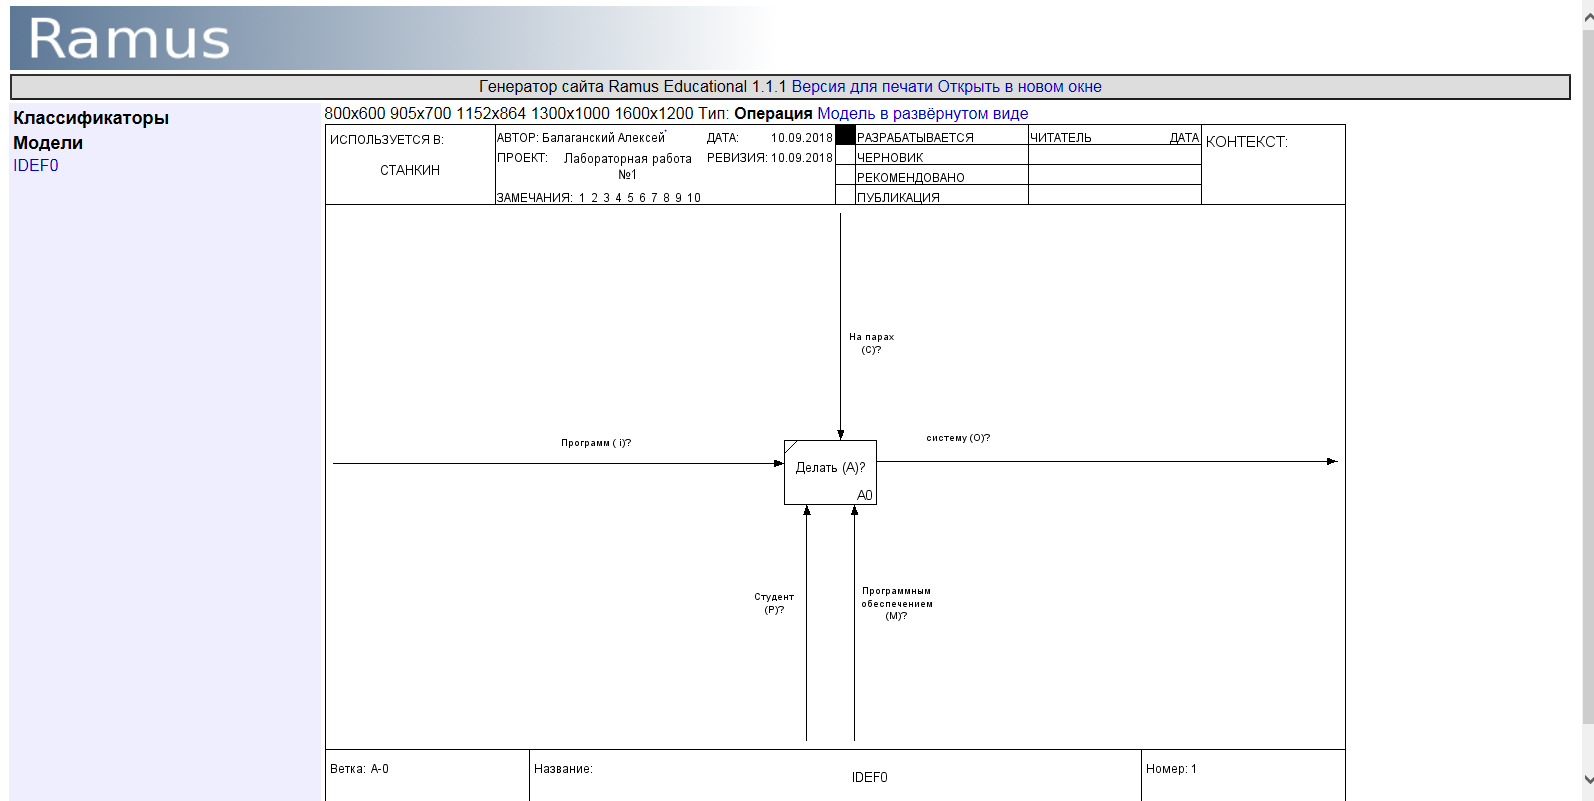 Ramus
Генератор сайта Ramus Educational 1.1.1 Версия для печати Открыть в новом окне
Классификаторы
Модели
IDEF0
800x600 905x700 1152x864 1300x1000 1600x1200 Тип: Операция Модель в развёрнутом виде
ИСПОЛЬЗУЕТСЯ В:
СТАНКИН
АВТОР: Балаганский Алексей
ДАТА: 10.09.2018
ПРОЕКТ: Лабораторная работа
№1
РЕВИЗИЯ: 10.09.2018
ЗАМЕЧАНИЯ: 1 2 3 4 5 6 7 8 9 10
РАЗРАБАТЫВАЕТСЯ
ЧЕРНОВИК
РЕКОМЕНДОВАНО
ПУБЛИКАЦИЯ
ЧИТАТЕЛЬ ДАТА
КОНТЕКСТ:
На парах
(C)?
Программ ( i)?
систему (O)?
Делать (A)?
A0
Студент
(P)?
Программным
обеспечением
(M)?
Ветка: A-0
Название:
IDEF0
Номер: 1